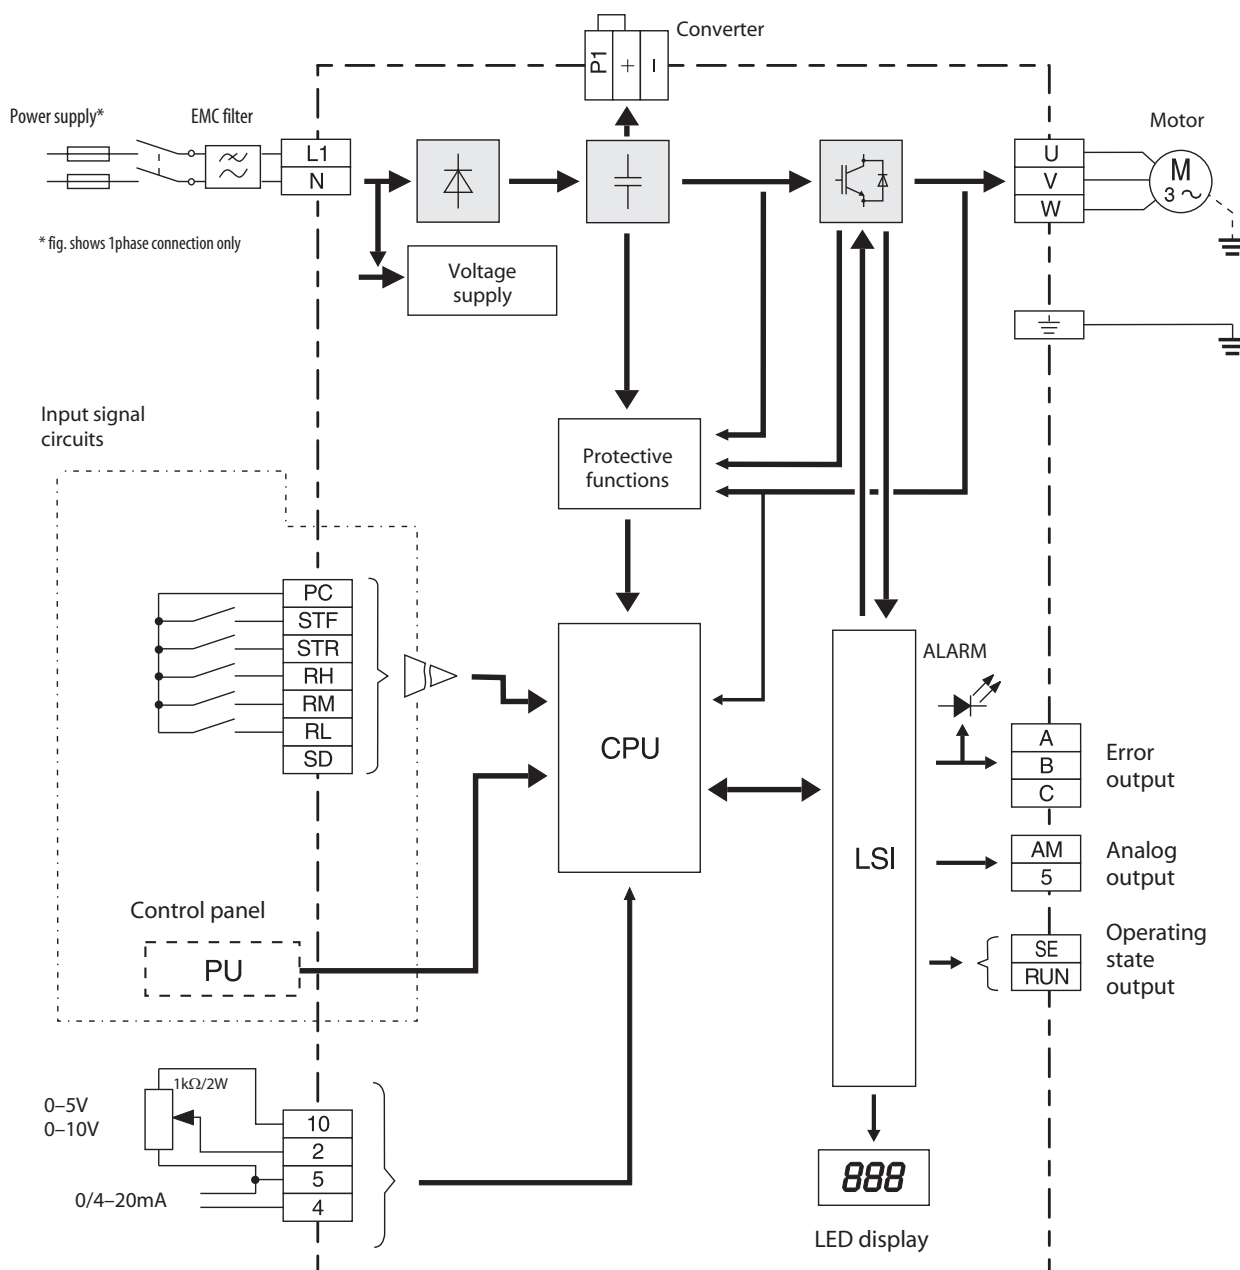 Converter
P1
+
–
Power supply*
EMC filter
Motor
L1
N
U
V
W
M
3 ~
* fig. shows 1phase connection only
Voltage
supply
Input signal
circuits
Protective
functions
PC
STF
STR
RH
RM
RL
SD
CPU
LSI
ALARM
A
B
C
Error
output
AM
5
Analog
output
SE
RUN
Operating
state
output
Control panel
PU
1kΩ/2W
0–5V
0–10V
10
2
5
4
0/4–20mA
888
LED display